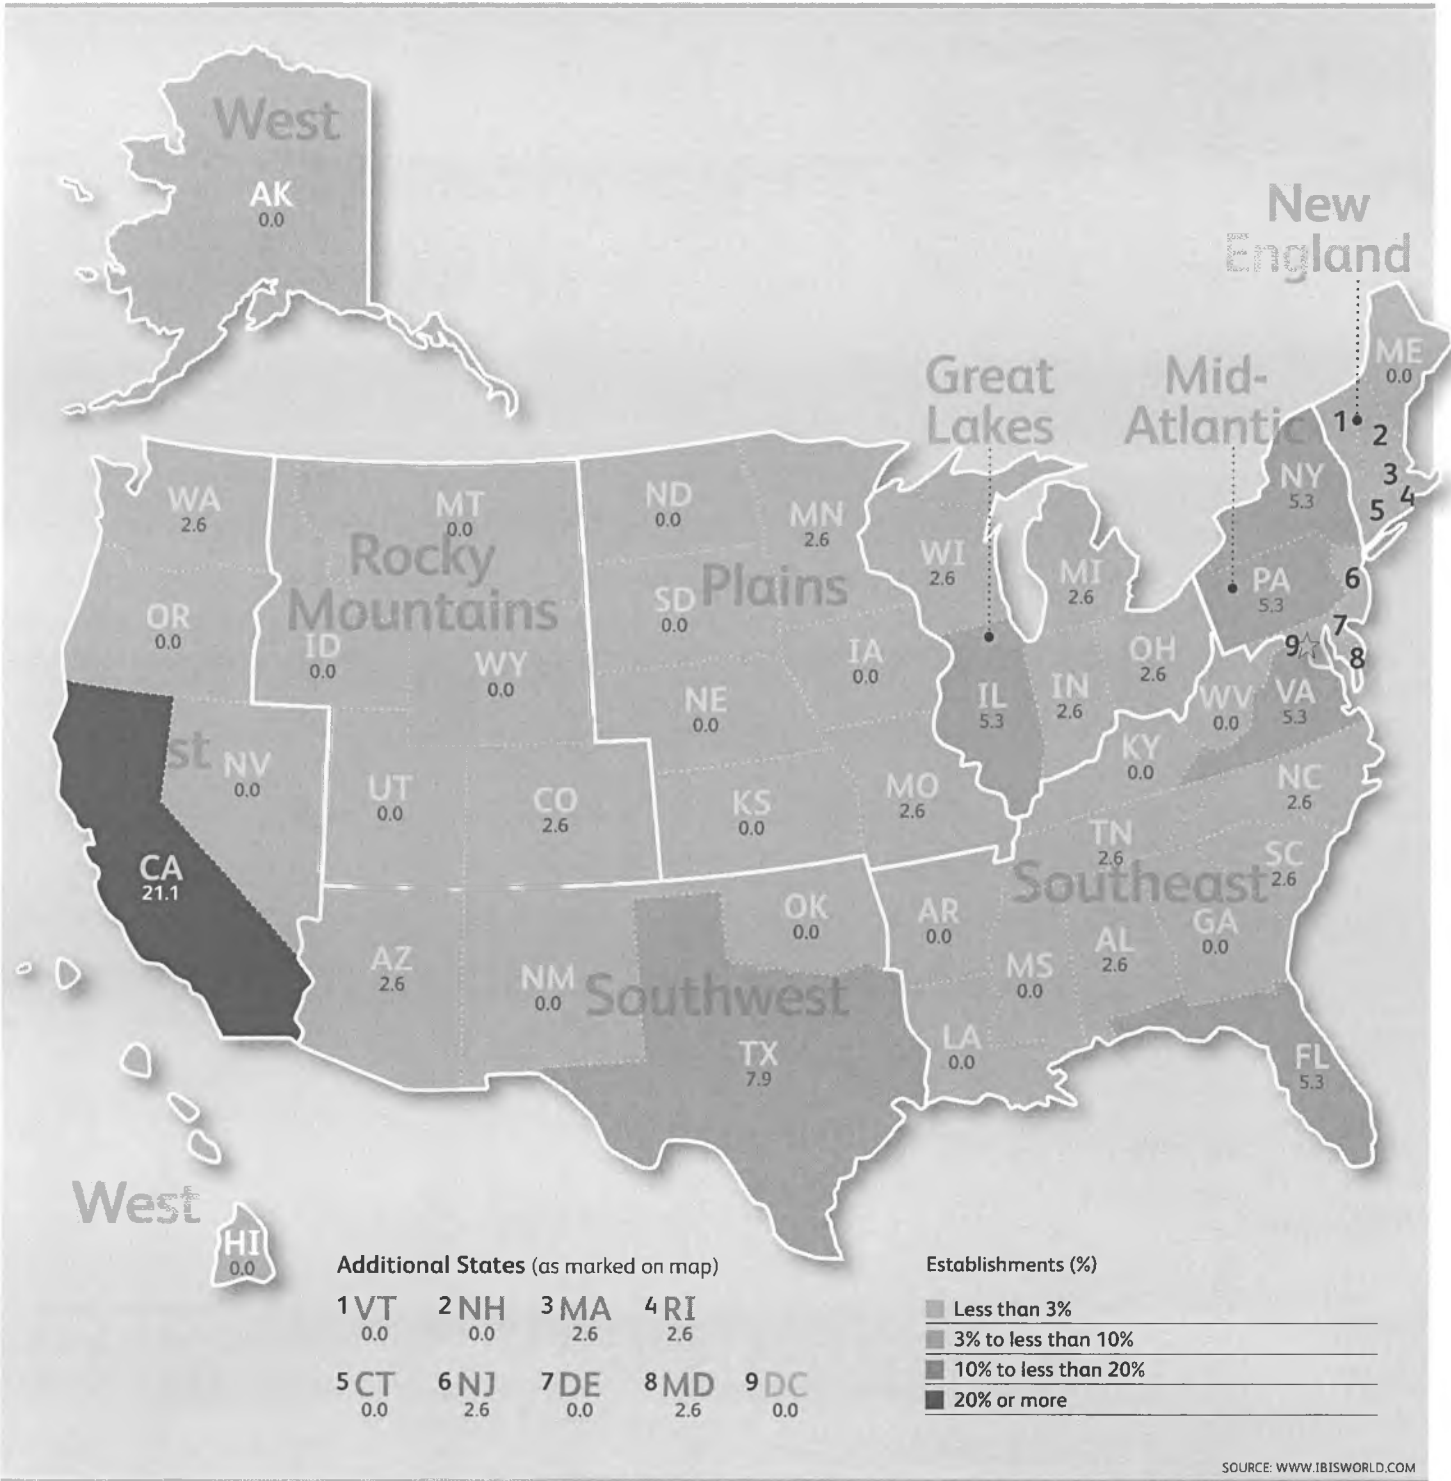 West
AK
0.0
New
England
ME
0.0
Great
Lakes
Mid-
Atlantic
1
2
3
4
5
NY
5.3
WA
2.6
MT
0.0
ND
0.0
MN
2.6
WI
2.6
MI
2.6
PA
5.3
6
7
8
9
Rocky
Mountains
Plains
OR
0.0
ID
0.0
WY
0.0
SD
0.0
IA
0.0
NE
0.0
IL
5.3
IN
2.6
OH
2.6
WV
0.0
VA
5.3
KY
0.0
st
NV
0.0
UT
0.0
CO
2.6
KS
0.0
MO
2.6
NC
2.6
TN
2.6
SC
2.6
Southeast
CA
21.1
AZ
2.6
NM
0.0
Southwest
OK
0.0
AR
0.0
MS
0.0
AL
2.6
GA
0.0
TX
7.9
LA
0.0
FL
5.3
West
HI
0.0
Additional States (as marked on map)
1 VT 2 NH 3 MA 4 RI
0.0 0.0 2.6 2.6
5 CT 6 NJ 7 DE 8 MD 9 DC
0.0 2.6 0.0 2.6 0.0
Establishments (%)
Less than 3%
3% to less than 10%
10% to less than 20%
20% or more
SOURCE: WWW.IBISWORLD.COM